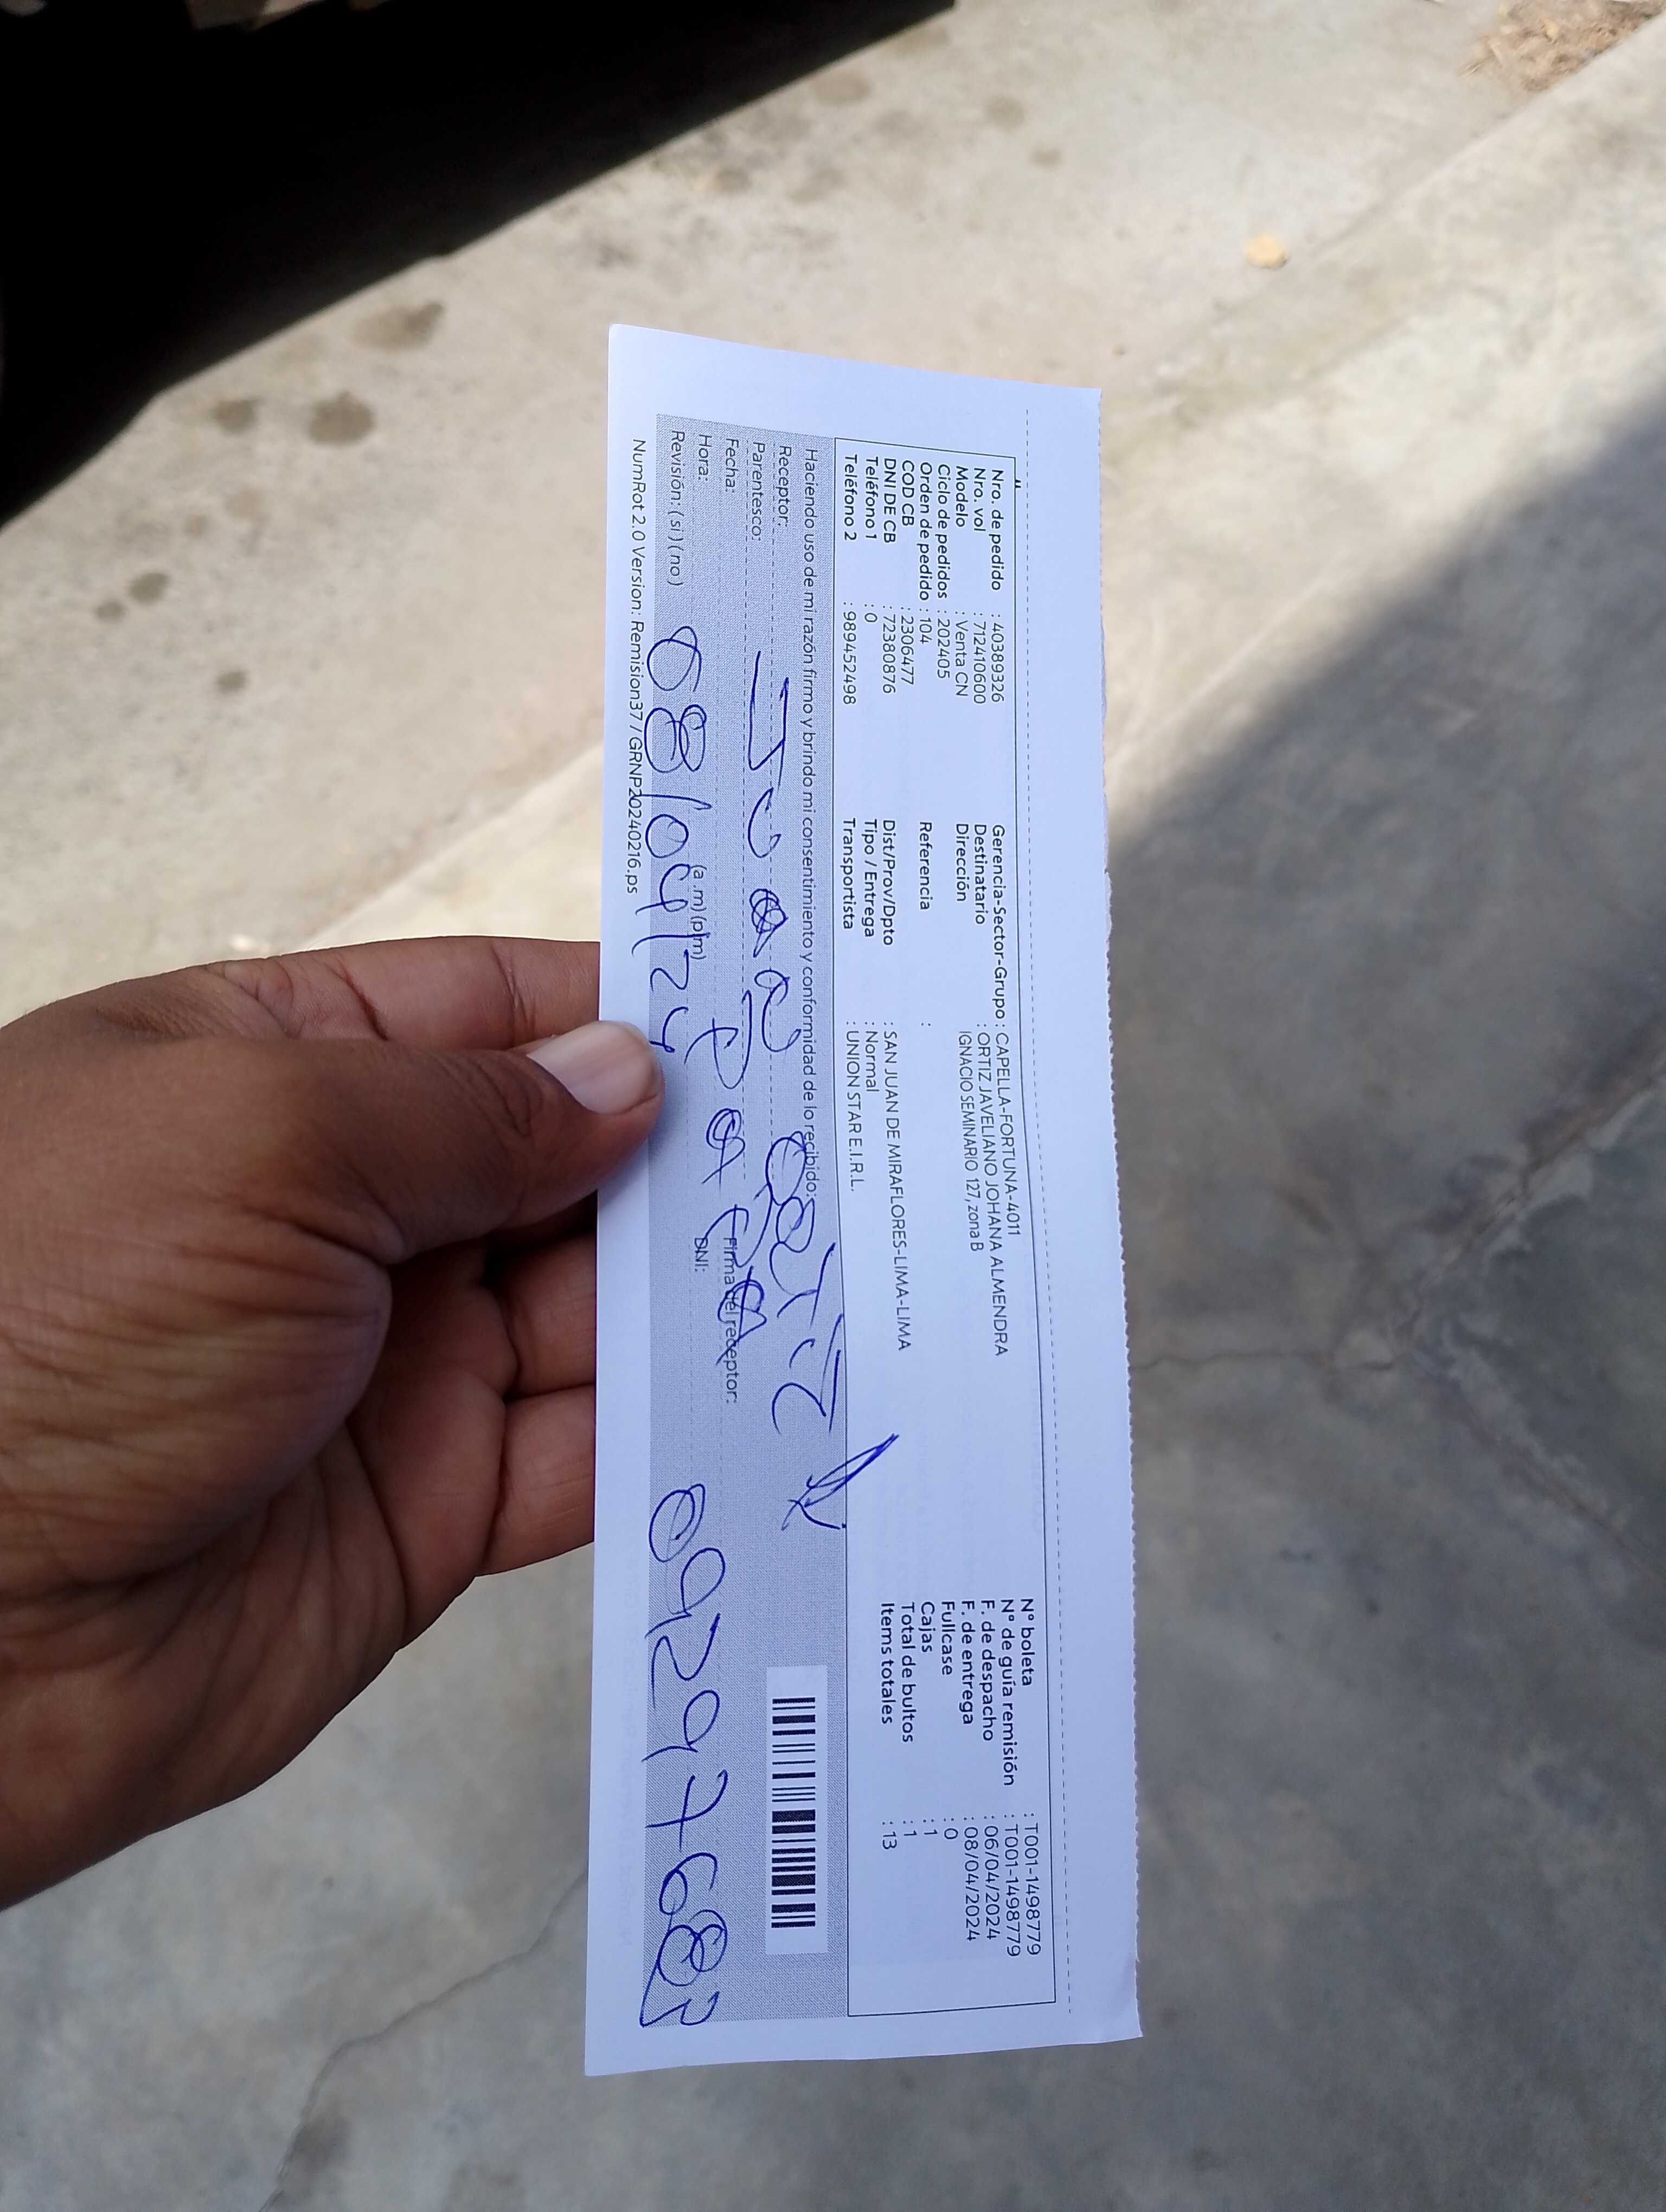 Nro. de pedido : 40389326
Nro. vol : 712410600
Modelo : Venta CN
Ciclo de pedidos : 202405
Orden de pedido : 104
COD CB : 2306477
DNI DE CB : 72380876
Teléfono 1 : 0
Teléfono 2 : 989452498
Gerencia-Sector-Grupo : CAPELLA-FORTUNA-4011
Destinatario : ORTIZ JAVELIANO JOHANA ALMENDRA
Dirección IGNACIO SEMINARIO 127, zona B
Referencia :
Dist/Prov/Dpto : SAN JUAN DE MIRAFLORES-LIMA-LIMA
Tipo / Entrega : Normal
Transportista : UNION STAR E.I.R.L.
N° boleta : T001-1498779
Nª de guía remisión : T001-1498779
F. de despacho : 06/04/2024
F. de entrega : 08/04/2024
Fullcase : 0
Cajas : 1
Total de bultos : 1
Items totales : 13
Haciendo uso de mi razón firmo y brindo mi consentimiento y conformidad de lo recibido:
Receptor: Ortiz
Parentesco:
Fecha:
Firma del receptor:
Hora: (a.m) (p.m) DNI:
Revisión: (si) (no) 08/04/24
NumRot 2.0 Version: Remision37 / GRNP20240216.ps